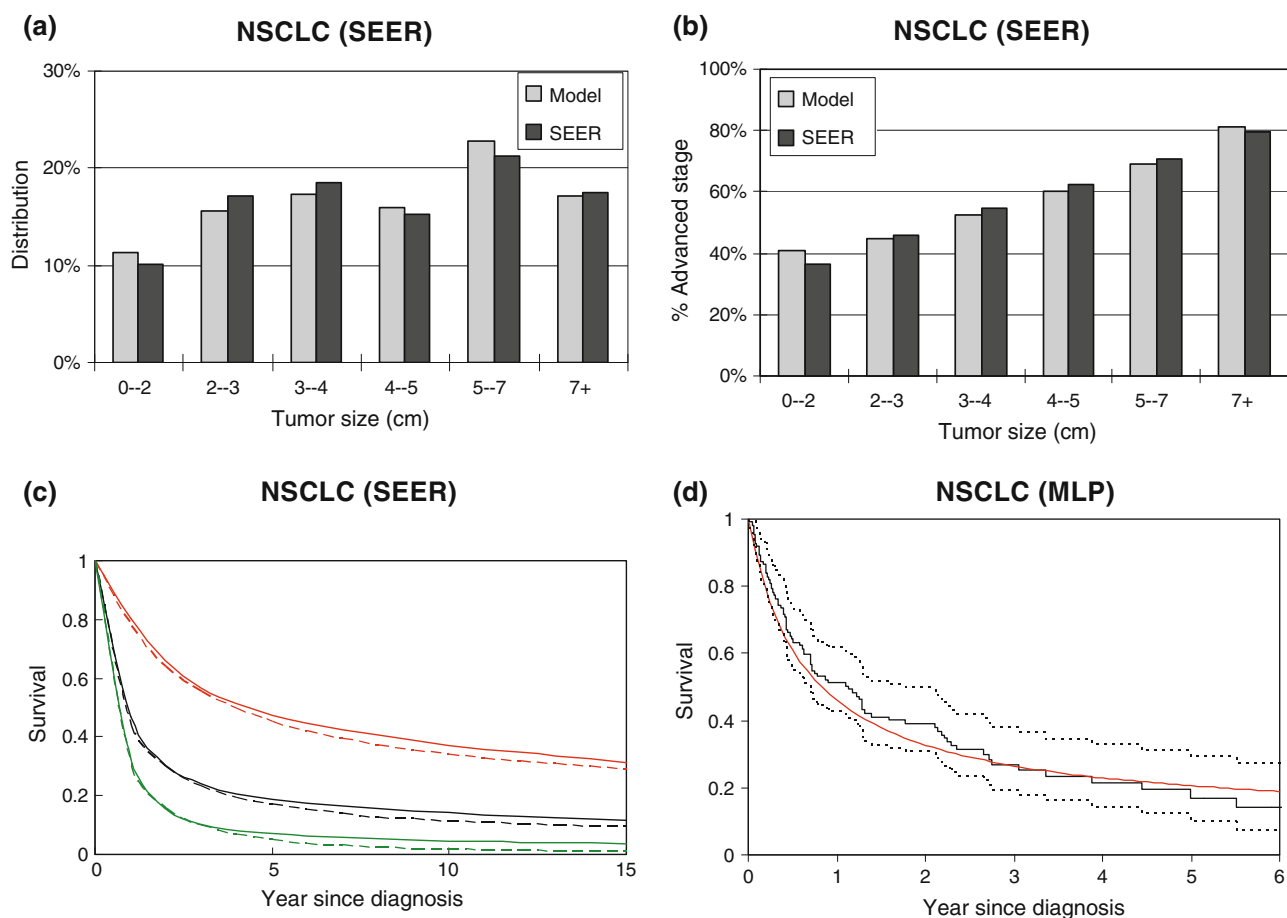 (a)
NSCLC (SEER)
30%
20%
10%
0%
Distribution
Model
SEER
0--2
2--3
3--4
4--5
5--7
7+
Tumor size (cm)
(b)
NSCLC (SEER)
100%
80%
60%
40%
20%
0%
% Advanced stage
Model
SEER
0--2
2--3
3--4
4--5
5--7
7+
Tumor size (cm)
(c)
NSCLC (SEER)
1
0.8
0.6
0.4
0.2
0
Survival
0
5
10
15
Year since diagnosis
(d)
NSCLC (MLP)
1
0.8
0.6
0.4
0.2
0
Survival
0
1
2
3
4
5
6
Year since diagnosis